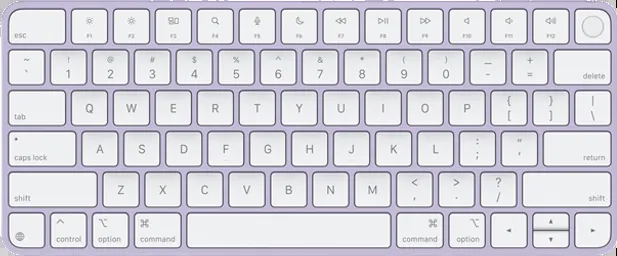 esc F1 F2 F3 F4 F5 F6 F7 F8 F9 F10 F11 F12
~ ! @ # $ % ^ & * ( ) _ +
` 1 2 3 4 5 6 7 8 9 0 - = delete
tab Q W E R T Y U I O P { [ } ] | \
caps lock A S D F G H J K L : ; " ' return
shift Z X C V B N M < , > . ? / shift
control option command command option